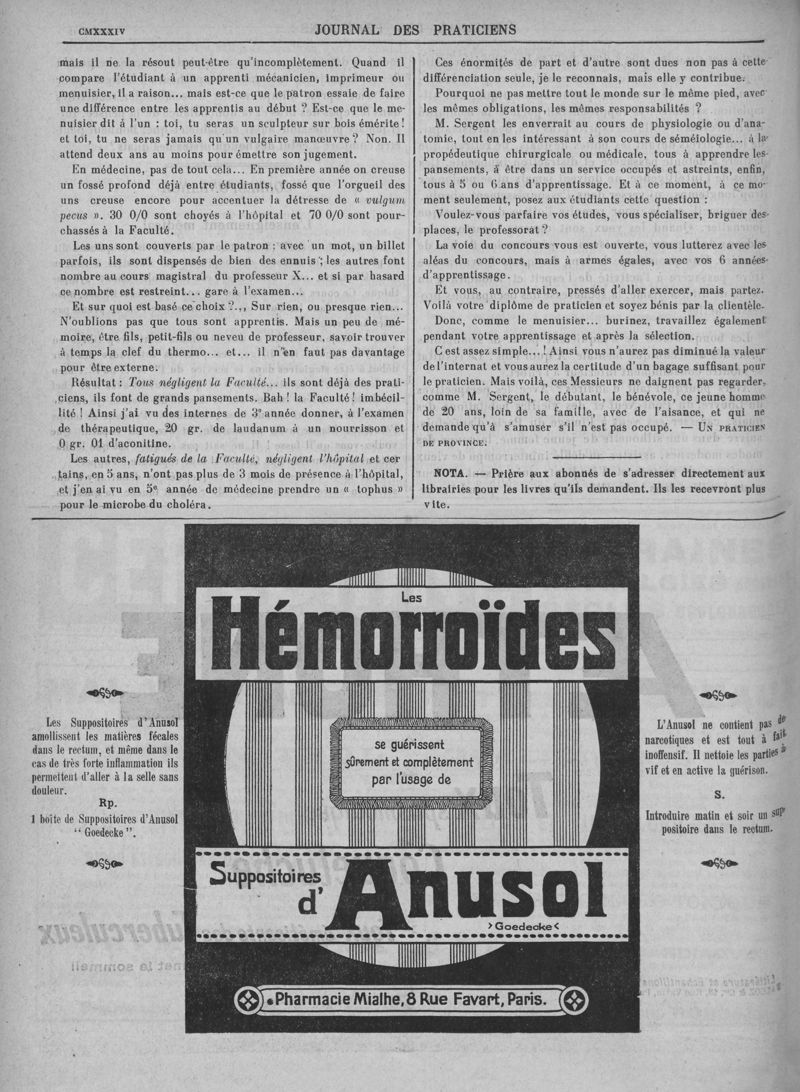 CMXXXIV
JOURNAL DES PRATICIENS
mais il ne la résout peut-être qu'incomplètement. Quand il
compare l'étudiant à un apprenti mécanicien, imprimeur ou
menuisier, il a raison... mais est-ce que le patron essaie de faire
une différence entre les apprentis au début ? Est-ce que le me-
nuisier dit à l'un : toi, tu seras un sculpteur sur bois émérite !
et toi, tu ne seras jamais qu'un vulgaire manœuvre ? Non. Il
attend deux ans au moins pour émettre son jugement.
En médecine, pas de tout cela... En première année on creuse
un fossé profond déjà entre étudiants, fossé que l'orgueil des
uns creuse encore pour accentuer la détresse de « vulgum
pecus ». 30 0/0 sont choyés à l'hôpital et 70 0/0 sont pour-
chassés à la Faculté.
Les uns sont couverts par le patron : avec un mot, un billet
parfois, ils sont dispensés de bien des ennuis ; les autres font
nombre au cours magistral du professeur X... et si par hasard
ce nombre est restreint... gare à l'examen...
Et sur quoi est basé ce choix ?... Sur rien, ou presque rien...
N'oublions pas que tous sont apprentis. Mais un peu de mé-
moire, être fils, petit-fils ou neveu de professeur, savoir trouver
à temps la clef du thermo... et... il n'en faut pas davantage
pour être externe.
Résultat : Tous négligent la Faculté... ils sont déjà des prati-
ciens, ils font de grands pansements. Bah ! la Faculté ! imbécil-
lité ! Ainsi j'ai vu des internes de 3e année donner, à l'examen
de thérapeutique, 20 gr. de laudanum à un nourrisson et
0 gr. 01 d'aconitine.
Les autres, fatigués de la Faculté, négligent l'hôpital et cer
tains, en 5 ans, n'ont pas plus de 3 mois de présence à l'hôpital,
et j'en ai vu en 5e année de médecine prendre un « tophus »
pour le microbe du choléra.
Ces énormités de part et d'autre sont dues non pas à cette
différenciation seule, je le reconnais, mais elle y contribue.
Pourquoi ne pas mettre tout le monde sur le même pied, avec
les mêmes obligations, les mêmes responsabilités ?
M. Sergent les enverrait au cours de physiologie ou d'ana-
tomie, tout en les intéressant à son cours de séméiologie... à la
propédeutique chirurgicale ou médicale, tous à apprendre les
pansements, à être dans un service occupés et astreints, enfin,
tous à 5 ou 6 ans d'apprentissage. Et à ce moment, à ce mo-
ment seulement, posez aux étudiants cette question :
Voulez-vous parfaire vos études, vous spécialiser, briguer des
places, le professorat ?
La voie du concours vous est ouverte, vous lutterez avec les
aléas du concours, mais à armes égales, avec vos 6 années
d'apprentissage.
Et vous, au contraire, pressés d'aller exercer, mais partez.
Voilà votre diplôme de praticien et soyez bénis par la clientèle.
Donc, comme le menuisier... burinez, travaillez également
pendant votre apprentissage et après la sélection.
C est assez simple... ! Ainsi vous n'aurez pas diminué la valeur
de l'internat et vous aurez la certitude d'un bagage suffisant pour
le praticien. Mais voilà, ces Messieurs ne daignent pas regarder,
comme M. Sergent, le débutant, le bénévole, ce jeune homme
de 20 ans, loin de sa famille, avec de l'aisance, et qui ne
demande qu'à s'amuser s'il n'est pas occupé. — UN PRATICIEN
DE PROVINCE.
NOTA. — Prière aux abonnés de s'adresser directement aux
librairies pour les livres qu'ils demandent. Ils les recevront plus
vite.
Les Suppositoires d'Anusol
amollissent les matières fécales
dans le rectum, et même dans le
cas de très forte inflammation ils
permettent d'aller à la selle sans
douleur.
Rp.
1 boîte de Suppositoires d'Anusol
“ Goedecke ”.
Les
Hémorroïdes
se guérissent
sûrement et complètement
par l'usage de
Suppositoires
d'Anusol
>Goedecke<
Pharmacie Mialhe, 8 Rue Favart, Paris.
L'Anusol ne contient pas de
narcotiques et est tout à fait
inoffensif. Il nettoie les parties à
vif et en active la guérison.
S.
Introduire matin et soir un sup-
positoire dans le rectum.